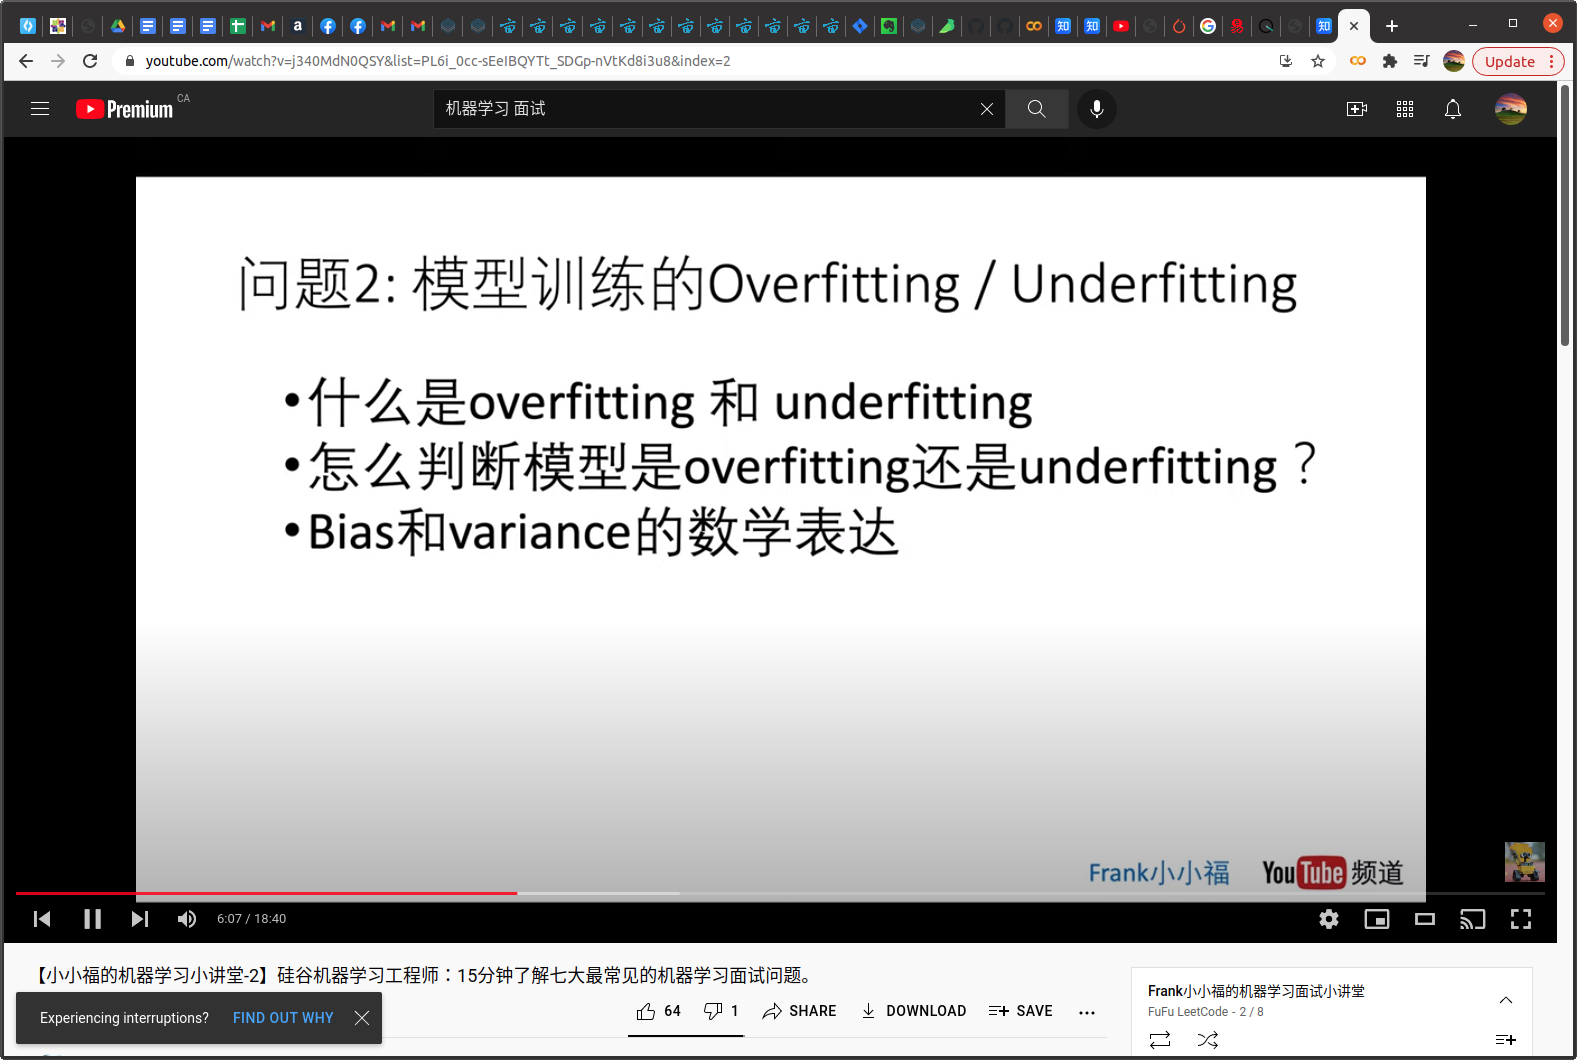 youtube.com/watch?v=j340MdN0QSY&list=PL6i_0cc-sEeIBQYTt_SDGp-nVtKd8i3u8&index=2
Update
Premium CA
机器学习 面试
问题2: 模型训练的Overfitting / Underfitting
•什么是overfitting 和 underfitting
•怎么判断模型是overfitting还是underfitting？
•Bias和variance的数学表达
Frank小小福 YouTube 频道
6:07 / 18:40
【小小福的机器学习小讲堂-2】硅谷机器学习工程师：15分钟了解七大最常见的机器学习面试问题。
64 1 SHARE DOWNLOAD SAVE
Experiencing interruptions? FIND OUT WHY
Frank小小福的机器学习面试小讲堂
FuFu LeetCode - 2 / 8